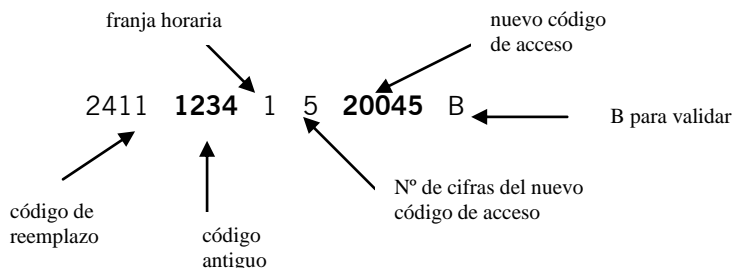 franja horaria
nuevo código
de acceso
2411 1234 1 5 20045 B
B para validar
Nº de cifras del nuevo
código de acceso
código de
reemplazo
código
antiguo